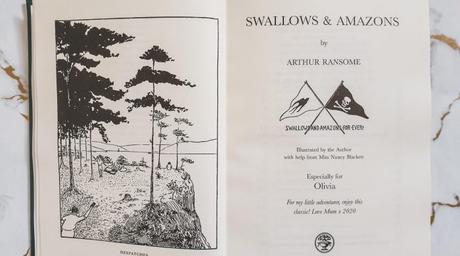 DESPATCHES
SWALLOWS & AMAZONS
by
ARTHUR RANSOME
SWALLOWS AND AMAZONS FOR EVER!
Illustrated by the Author
with help from Miss Nancy Blackett
Especially for
Olivia
For my little adventurer, enjoy this
classic! Love Mum x 2020